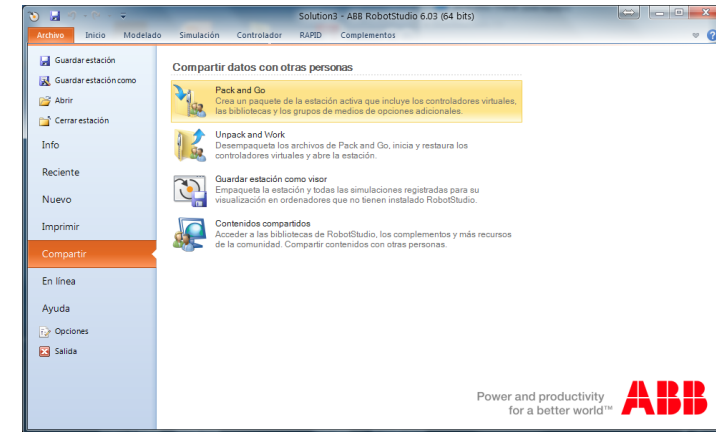 Solution3 - ABB RobotStudio 6.03 (64 bits)
Archivo Inicio Modelado Simulación Controlador RAPID Complementos
Guardar estación
Guardar estación como
Abrir
Cerrar estación
Info
Reciente
Nuevo
Imprimir
Compartir
En línea
Ayuda
Opciones
Salida
Compartir datos con otras personas
Pack and Go
Crea un paquete de la estación activa que incluye los controladores virtuales,
las bibliotecas y los grupos de medios de opciones adicionales.
Unpack and Work
Desempaqueta los archivos de Pack and Go, inicia y restaura los
controladores virtuales y abre la estación.
Guardar estación como visor
Empaqueta la estación y todas las simulaciones registradas para su
visualización en ordenadores que no tienen instalado RobotStudio.
Contenidos compartidos
Acceder a las bibliotecas de RobotStudio, los complementos y más recursos
de la comunidad. Compartir contenidos con otras personas.
Power and productivity
for a better world™
ABB